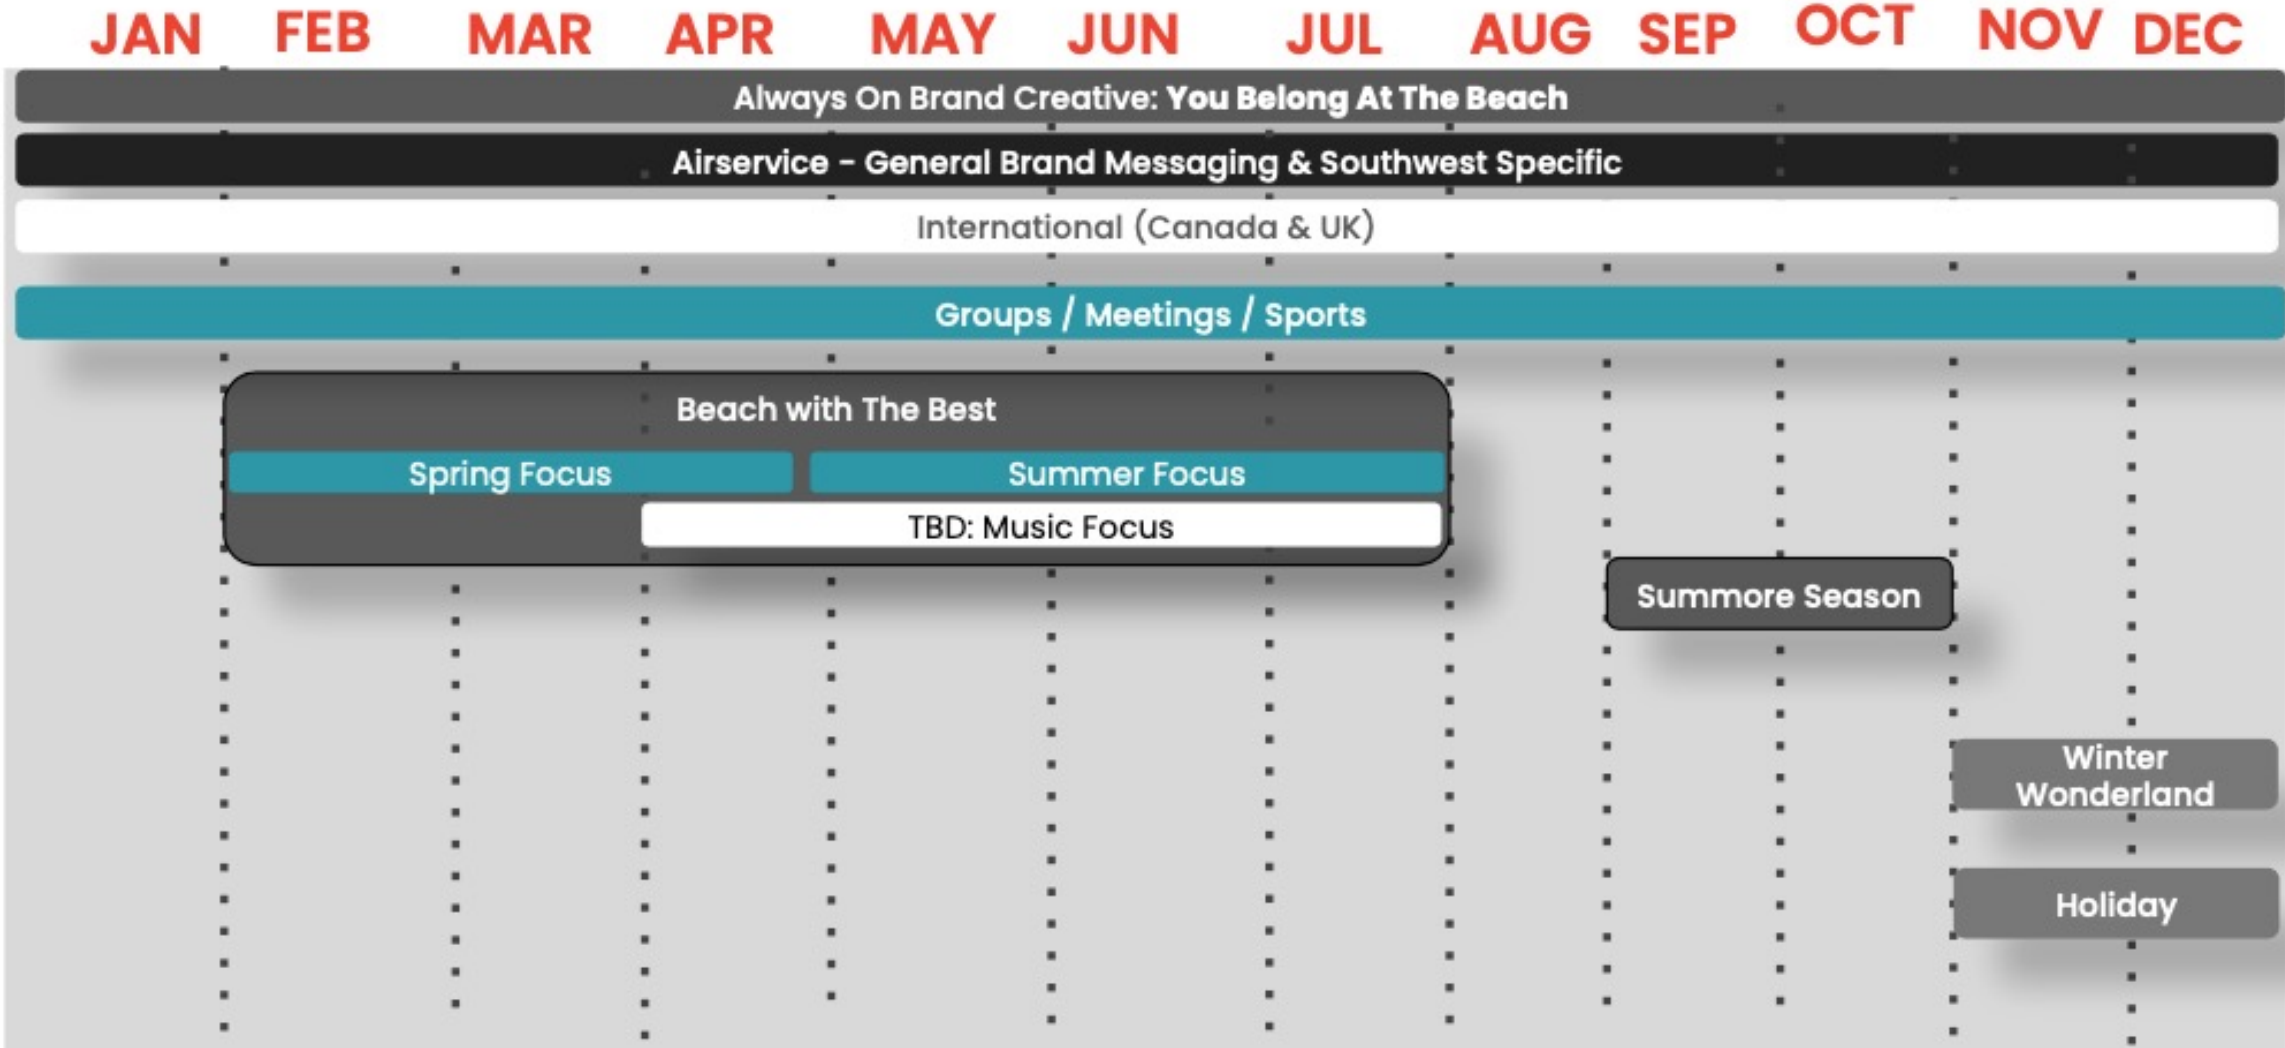 JAN FEB MAR APR MAY JUN JUL AUG SEP OCT NOV DEC
Always On Brand Creative: You Belong At The Beach
Airservice - General Brand Messaging & Southwest Specific
International (Canada & UK)
Groups / Meetings / Sports
Beach with The Best
Spring Focus
Summer Focus
TBD: Music Focus
Summore Season
Winter
Wonderland
Holiday